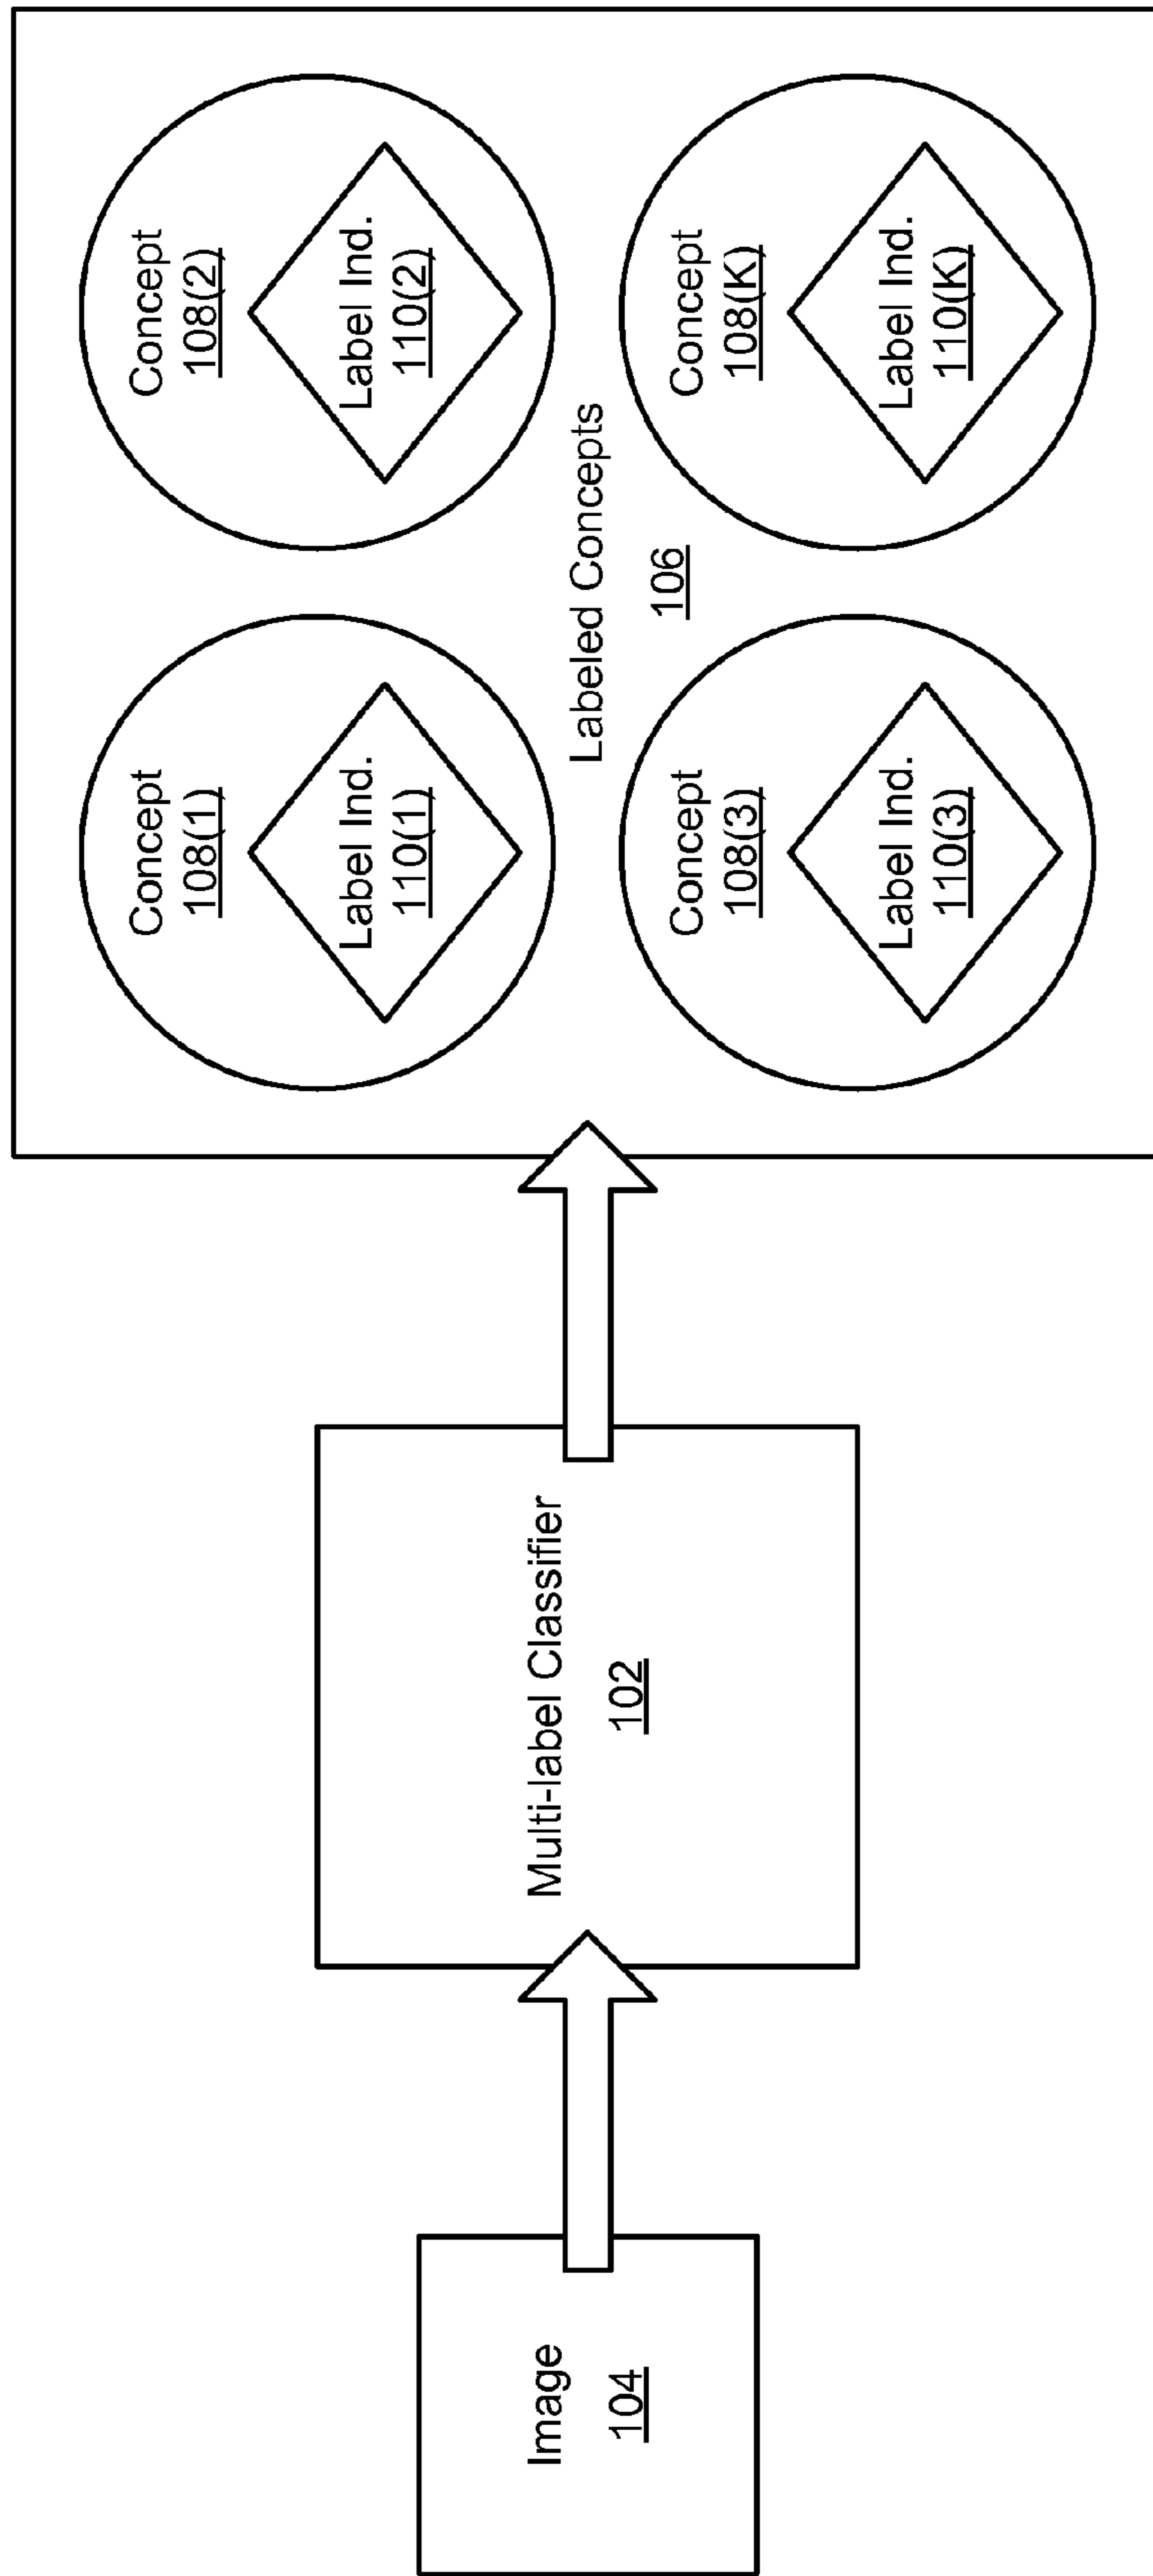 Image
104
Multi-label Classifier
102
Concept
108(1)
Label Ind.
110(1)
Concept
108(2)
Label Ind.
110(2)
Labeled Concepts
106
Concept
108(3)
Label Ind.
110(3)
Concept
108(K)
Label Ind.
110(K)